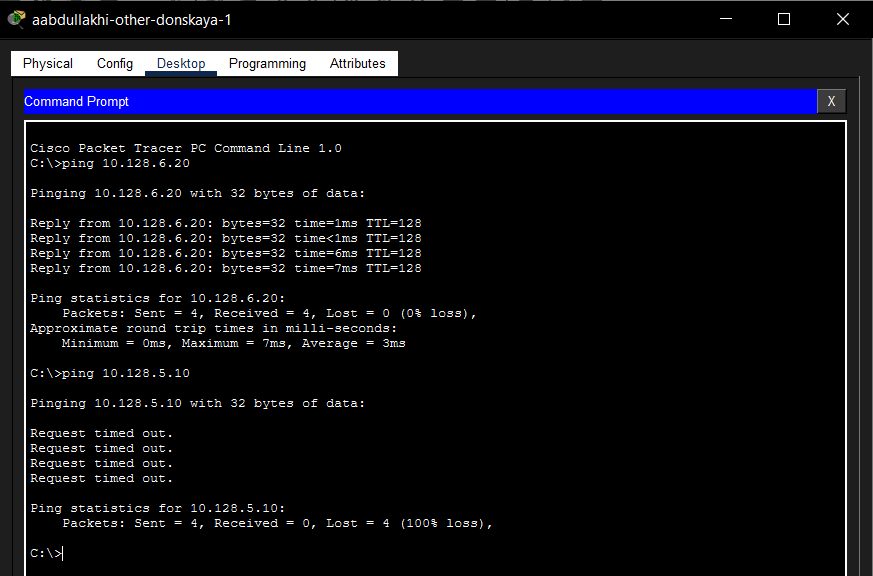 aabdullakhi-other-donskaya-1
Physical Config Desktop Programming Attributes
Command Prompt X
Cisco Packet Tracer PC Command Line 1.0
C:\>ping 10.128.6.20
Pinging 10.128.6.20 with 32 bytes of data:
Reply from 10.128.6.20: bytes=32 time=1ms TTL=128
Reply from 10.128.6.20: bytes=32 time<1ms TTL=128
Reply from 10.128.6.20: bytes=32 time=6ms TTL=128
Reply from 10.128.6.20: bytes=32 time=7ms TTL=128
Ping statistics for 10.128.6.20:
    Packets: Sent = 4, Received = 4, Lost = 0 (0% loss),
Approximate round trip times in milli-seconds:
    Minimum = 0ms, Maximum = 7ms, Average = 3ms
C:\>ping 10.128.5.10
Pinging 10.128.5.10 with 32 bytes of data:
Request timed out.
Request timed out.
Request timed out.
Request timed out.
Ping statistics for 10.128.5.10:
    Packets: Sent = 4, Received = 0, Lost = 4 (100% loss),
C:\>